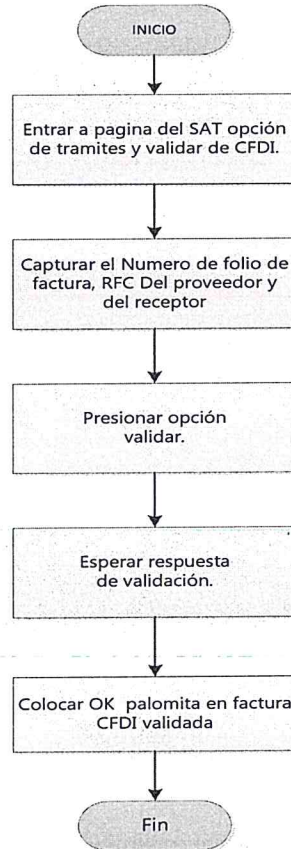 INICIO
Entrar a pagina del SAT opción
de tramites y validar de CFDI.
Capturar el Numero de folio de
factura, RFC Del proveedor y
del receptor
Presionar opción
validar.
Esperar respuesta
de validación.
Colocar OK palomita en factura
CFDI validada
Fin